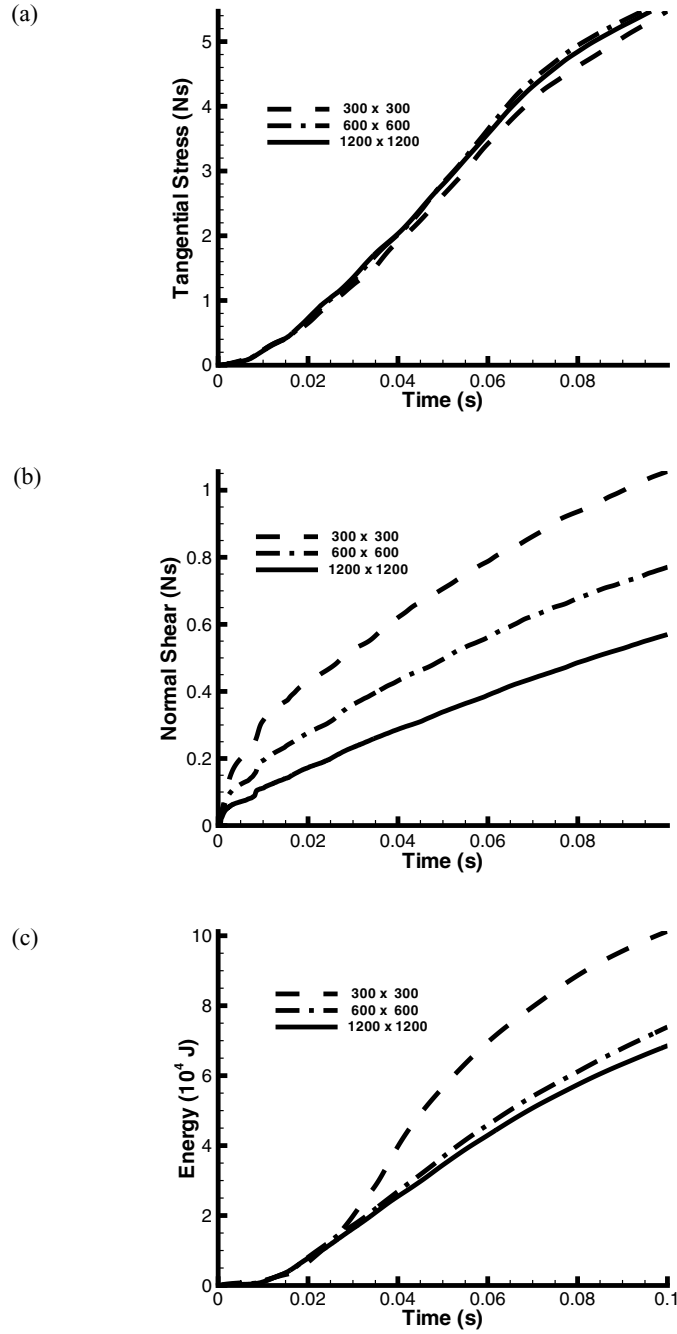 (a)
Tangential Stress (Ns)
5
4
3
2
1
0
300 x 300
600 x 600
1200 x 1200
0 0.02 0.04 0.06 0.08
Time (s)
(b)
Normal Shear (Ns)
1
0.8
0.6
0.4
0.2
0
300 x 300
600 x 600
1200 x 1200
0 0.02 0.04 0.06 0.08
Time (s)
(c)
Energy (10⁴ J)
10
8
6
4
2
0
300 x 300
600 x 600
1200 x 1200
0 0.02 0.04 0.06 0.08 0.1
Time (s)